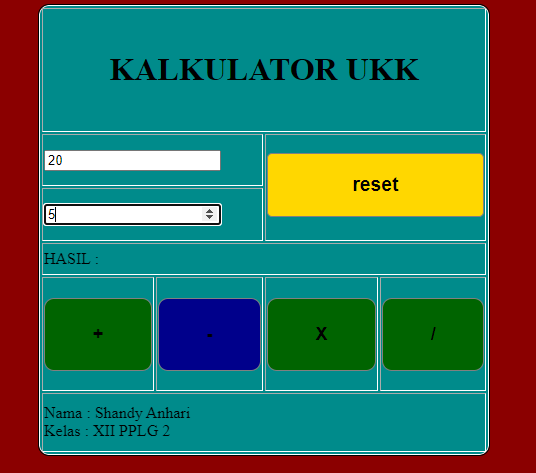 KALKULATOR UKK
20
reset
5
HASIL :
+ - X /
Nama : Shandy Anhari
Kelas : XII PPLG 2